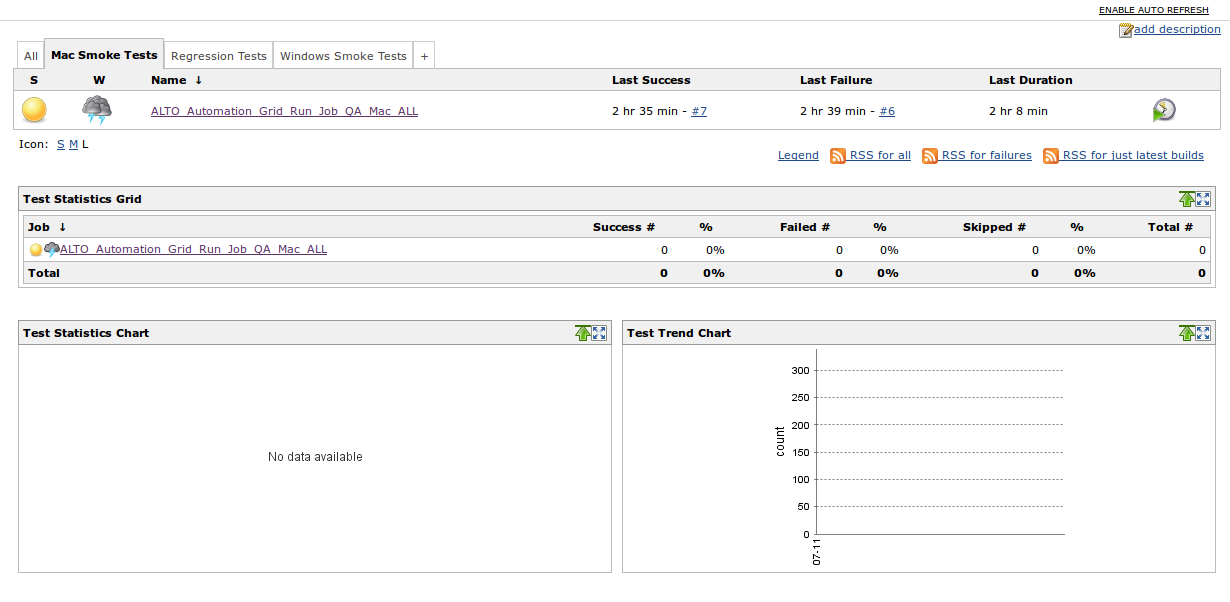 ENABLE AUTO REFRESH
add description
All Mac Smoke Tests Regression Tests Windows Smoke Tests +
S W Name ↓ Last Success Last Failure Last Duration
ALTO_Automation_Grid_Run_Job_QA_Mac_ALL 2 hr 35 min - #7 2 hr 39 min - #6 2 hr 8 min
Icon: S M L
Legend RSS for all RSS for failures RSS for just latest builds
Test Statistics Grid
Job ↓ Success # % Failed # % Skipped # % Total #
ALTO_Automation_Grid_Run_Job_QA_Mac_ALL 0 0% 0 0% 0 0% 0
Total 0 0% 0 0% 0 0% 0
Test Statistics Chart
No data available
Test Trend Chart
300
250
200
150
100
50
0
count
07-11